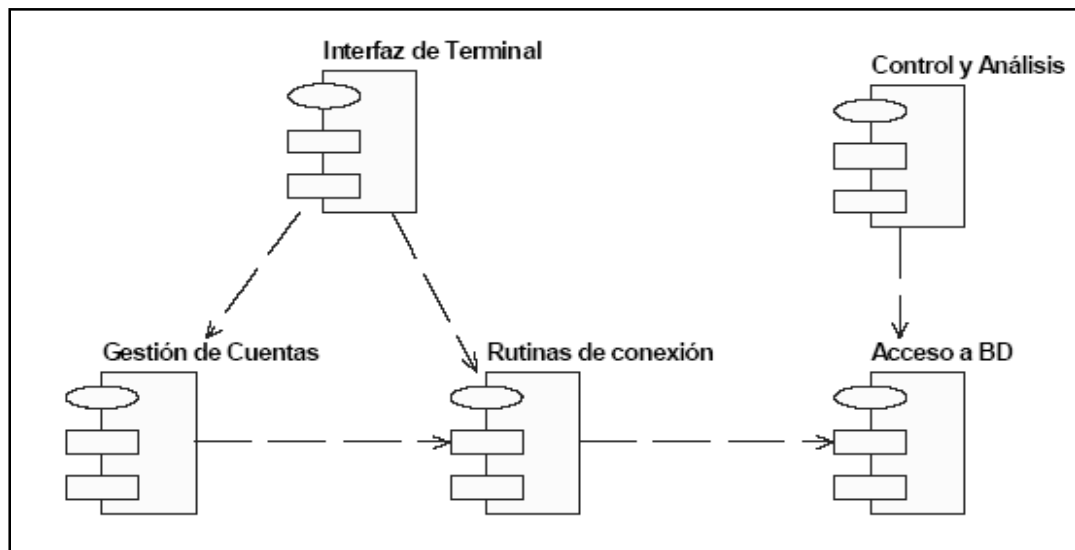 Interfaz de Terminal
Control y Análisis
Gestión de Cuentas
Rutinas de conexión
Acceso a BD